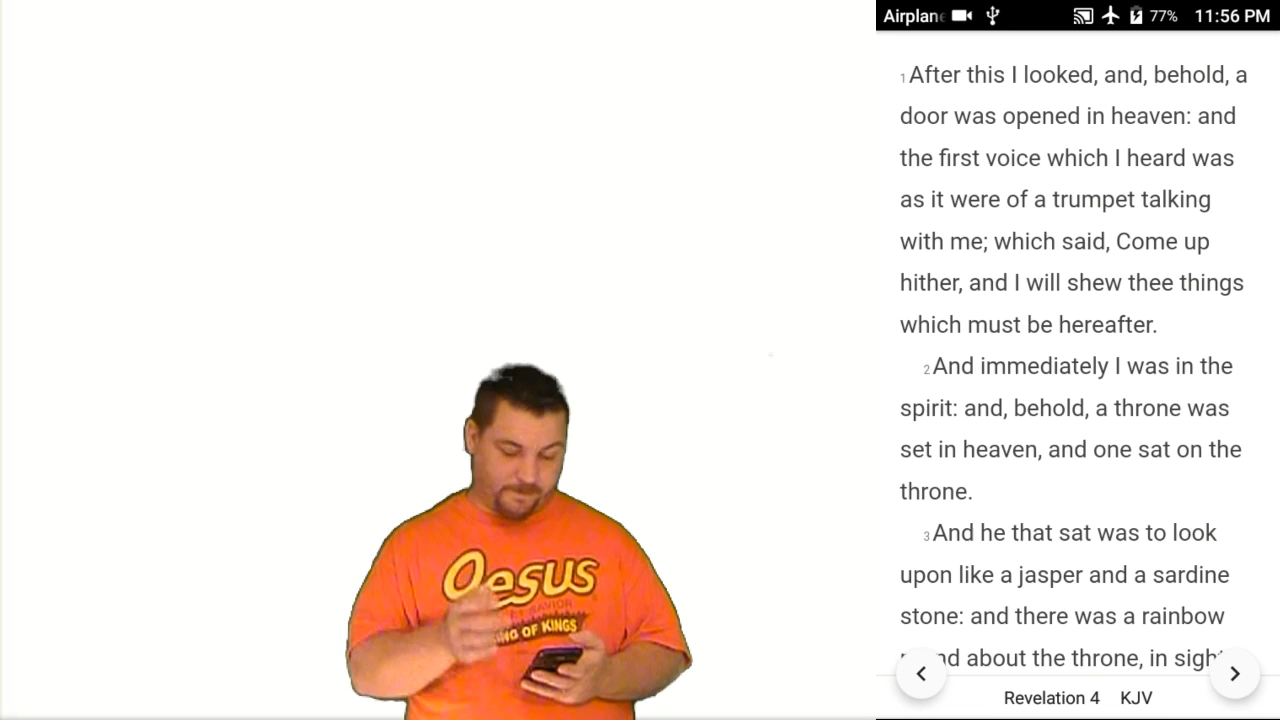 Airplan
77%
11:56 PM
1 After this I looked, and, behold, a
door was opened in heaven: and
the first voice which I heard was
as it were of a trumpet talking
with me; which said, Come up
hither, and I will shew thee things
which must be hereafter.
2 And immediately I was in the
spirit: and, behold, a throne was
set in heaven, and one sat on the
throne.
3 And he that sat was to look
upon like a jasper and a sardine
stone: and there was a rainbow
about the throne, in sight
Revelation 4 KJV
esus
SAVIOR
OF KINGS